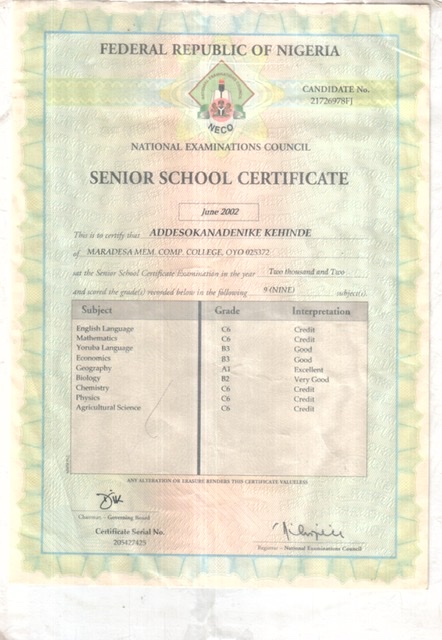 FEDERAL REPUBLIC OF NIGERIA
CANDIDATE No.
21726978FJ
NECO
NATIONAL EXAMINATIONS COUNCIL
SENIOR SCHOOL CERTIFICATE
June 2002
This is to certify that ADDESOKANADENIKE KEHINDE
of MARADESA MEM. COMP. COLLEGE, OYO 025372
sat the Senior School Certificate Examination in the year Two thousand and Two
and scored the grade(s) recorded below in the following 9 (NINE) subject(s).
Subject Grade Interpretation
English Language C6 Credit
Mathematics C6 Credit
Yoruba Language B3 Good
Economics B3 Good
Geography A1 Excellent
Biology B2 Very Good
Chemistry C6 Credit
Physics C6 Credit
Agricultural Science C6 Credit
ANY ALTERATION OR ERASURE RENDERS THIS CERTIFICATE VALUELESS
Chairman - Governing Board
Certificate Serial No.
205427425
Registrar - National Examinations Council